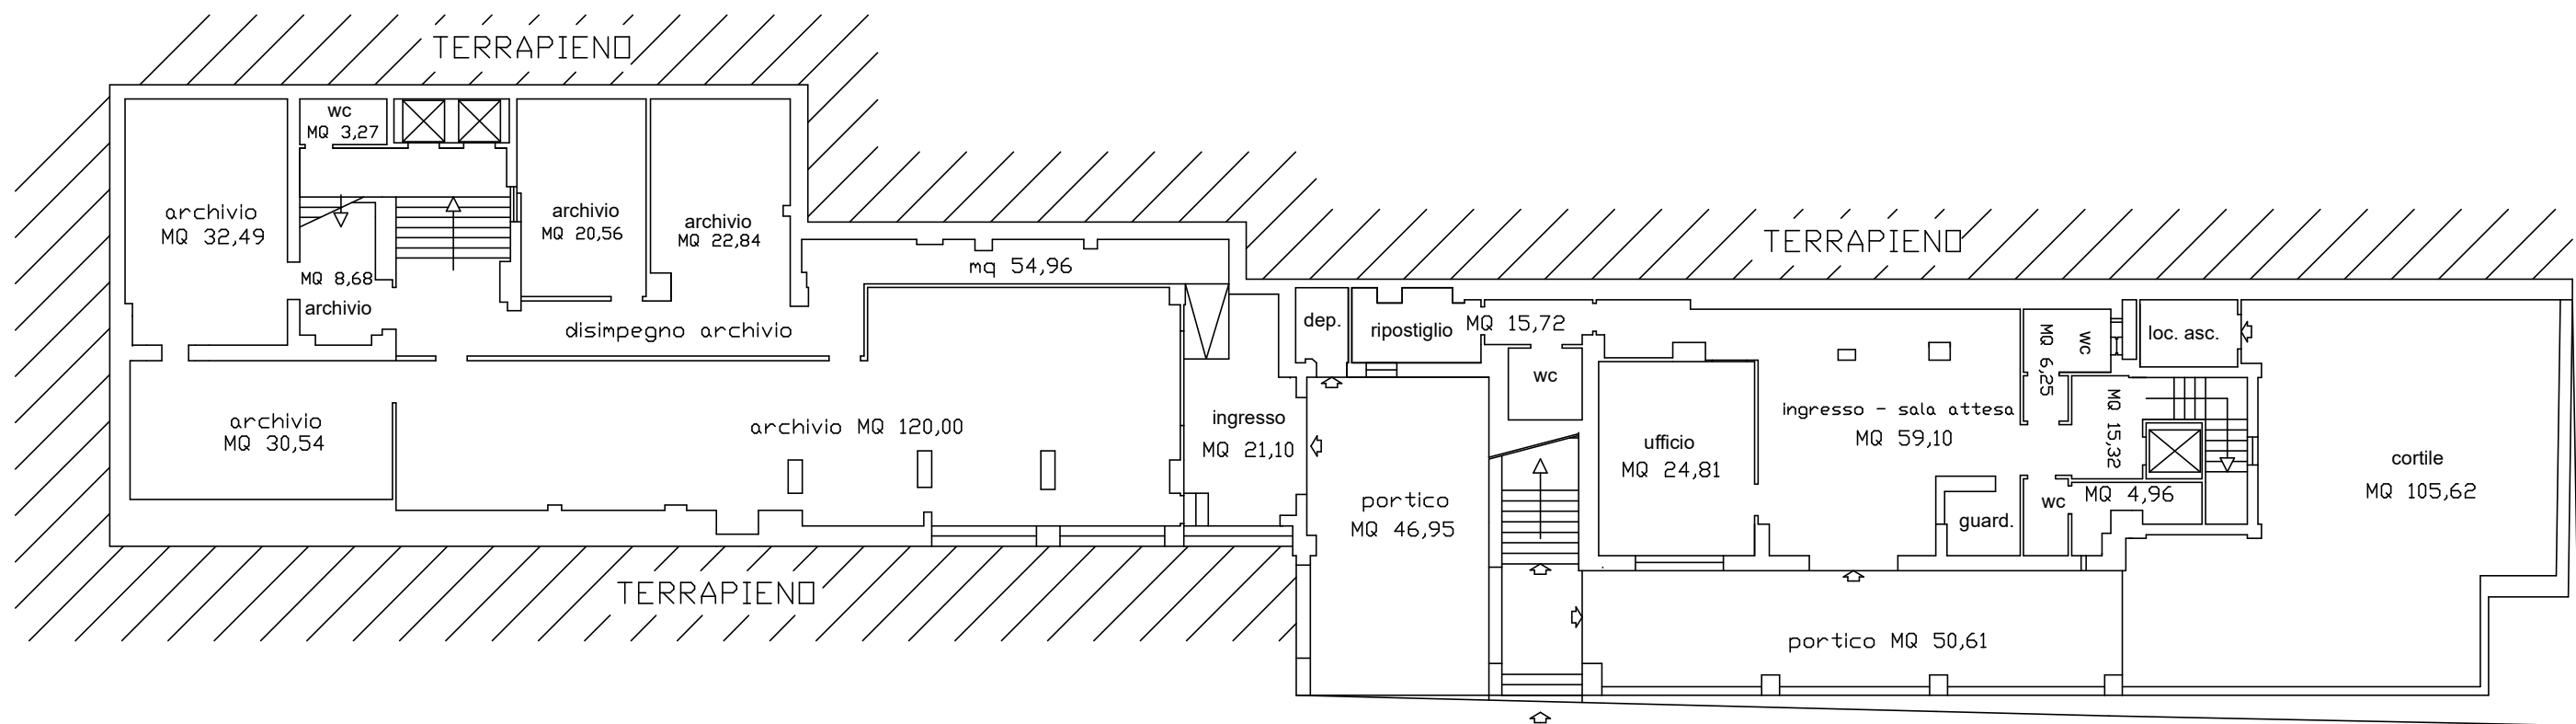 TERRAPIENO
wc
MQ 3,27
archivio
MQ 32,49
archivio
MQ 20,56
archivio
MQ 22,84
TERRAPIENO
mq 54,96
MQ 8,68
archivio
disimpegno archivio
dep.
ripostiglio
MQ 15,72
wc
MQ 6,25
loc. asc.
wc
archivio
MQ 30,54
archivio MQ 120,00
ingresso
MQ 21,10
ufficio
MQ 24,81
ingresso - sala attesa
MQ 59,10
MQ 15,32
cortile
MQ 105,62
portico
MQ 46,95
guard.
wc
MQ 4,96
TERRAPIENO
portico MQ 50,61